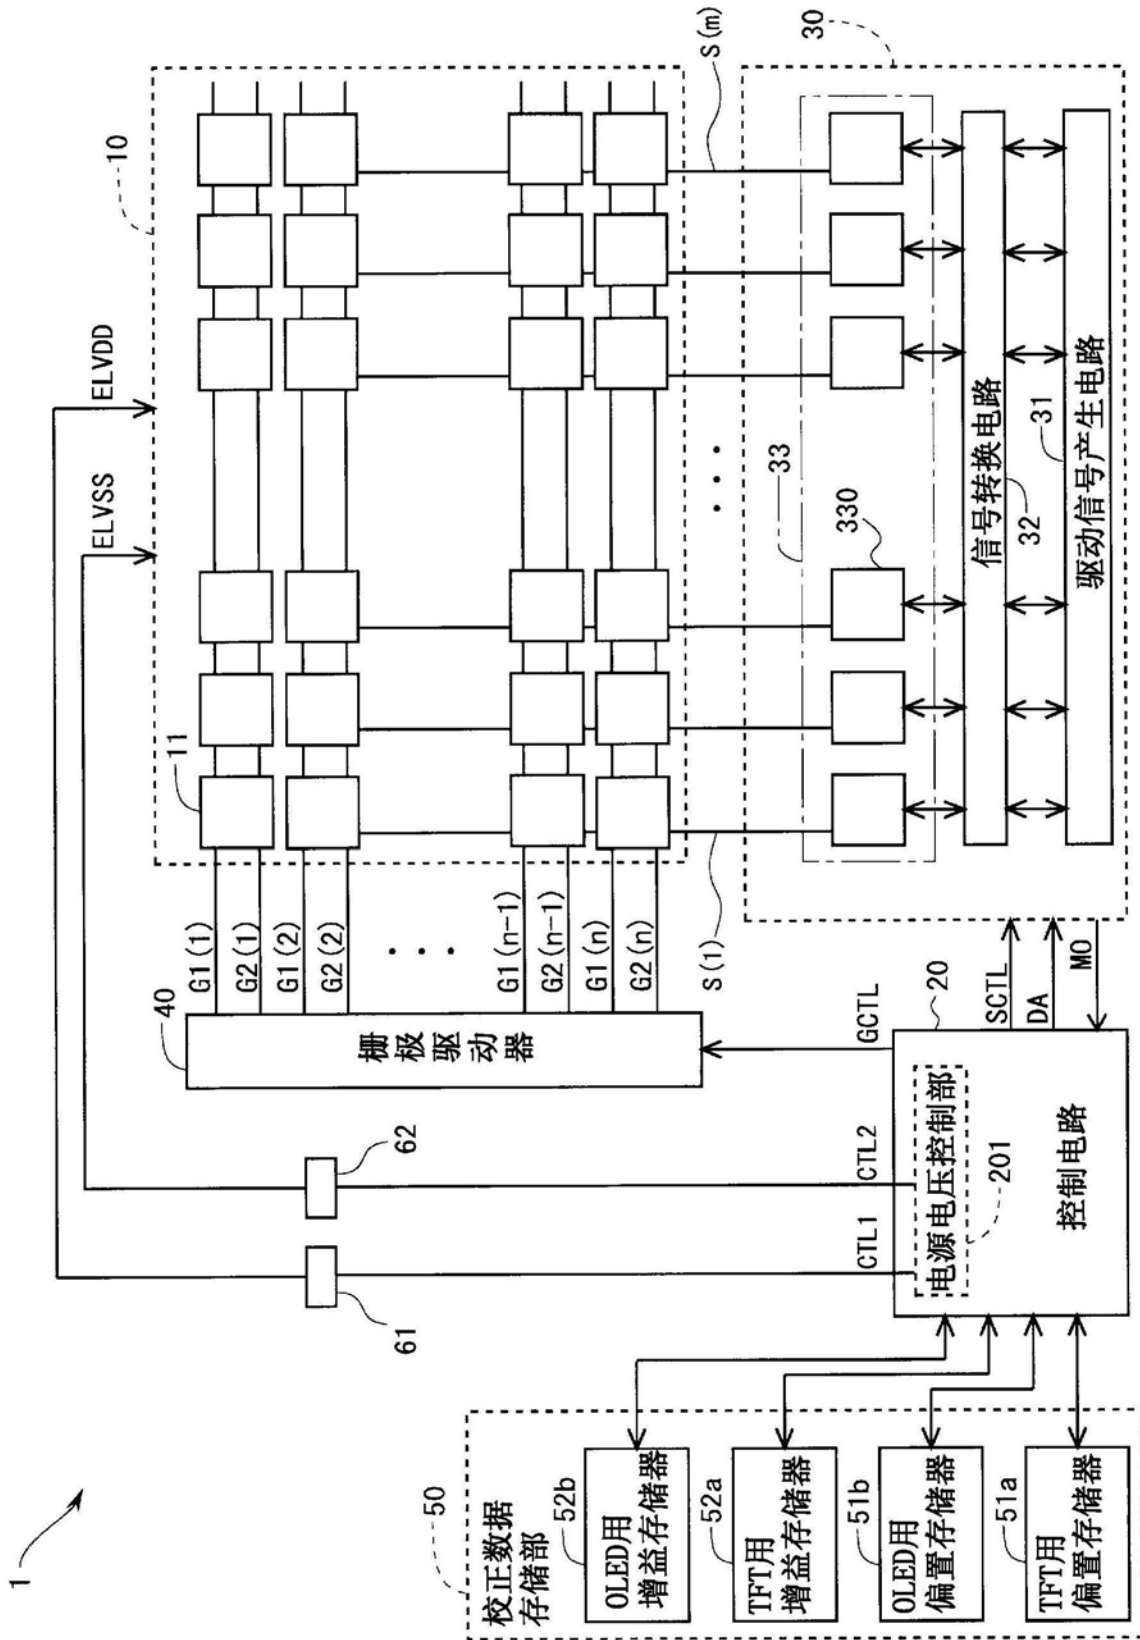 1
ELVDD
ELVSS
10
11
40
栅极驱动器
G1(1)
G2(1)
G1(2)
G2(2)
...
G1(n-1)
G2(n-1)
G1(n)
G2(n)
62
61
S(1)
...
S(m)
30
33
330
信号转换电路
32
31
驱动信号产生电路
GCTL
CTL2
CTL1
20
SCTL
DA
MO
电源电压控制部
201
控制电路
50
校正数据
存储部
52b
OLED用
增益存储器
52a
TFT用
增益存储器
51b
OLED用
偏置存储器
51a
TFT用
偏置存储器